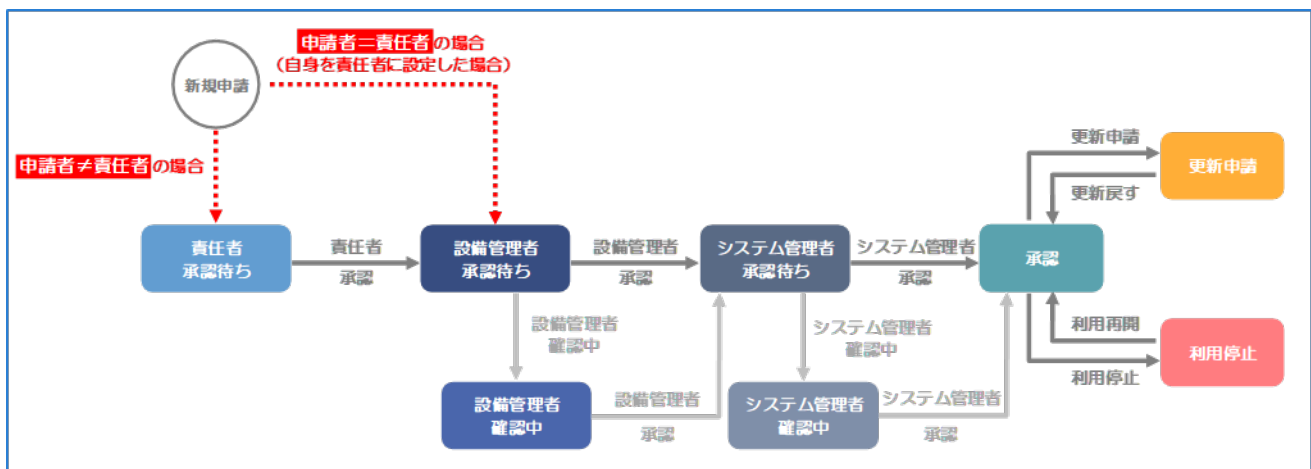 申請者=責任者の場合
(自身を責任者に設定した場合)
新規申請
申請者≠責任者の場合
更新申請
更新申請
更新戻す
責任者
承認待ち
責任者
承認
設備管理者
承認待ち
設備管理者
承認
システム管理者
承認待ち
システム管理者
承認
承認
設備管理者
確認中
システム管理者
確認中
利用再開
利用停止
利用停止
設備管理者
確認中
設備管理者
承認
システム管理者
確認中
システム管理者
承認